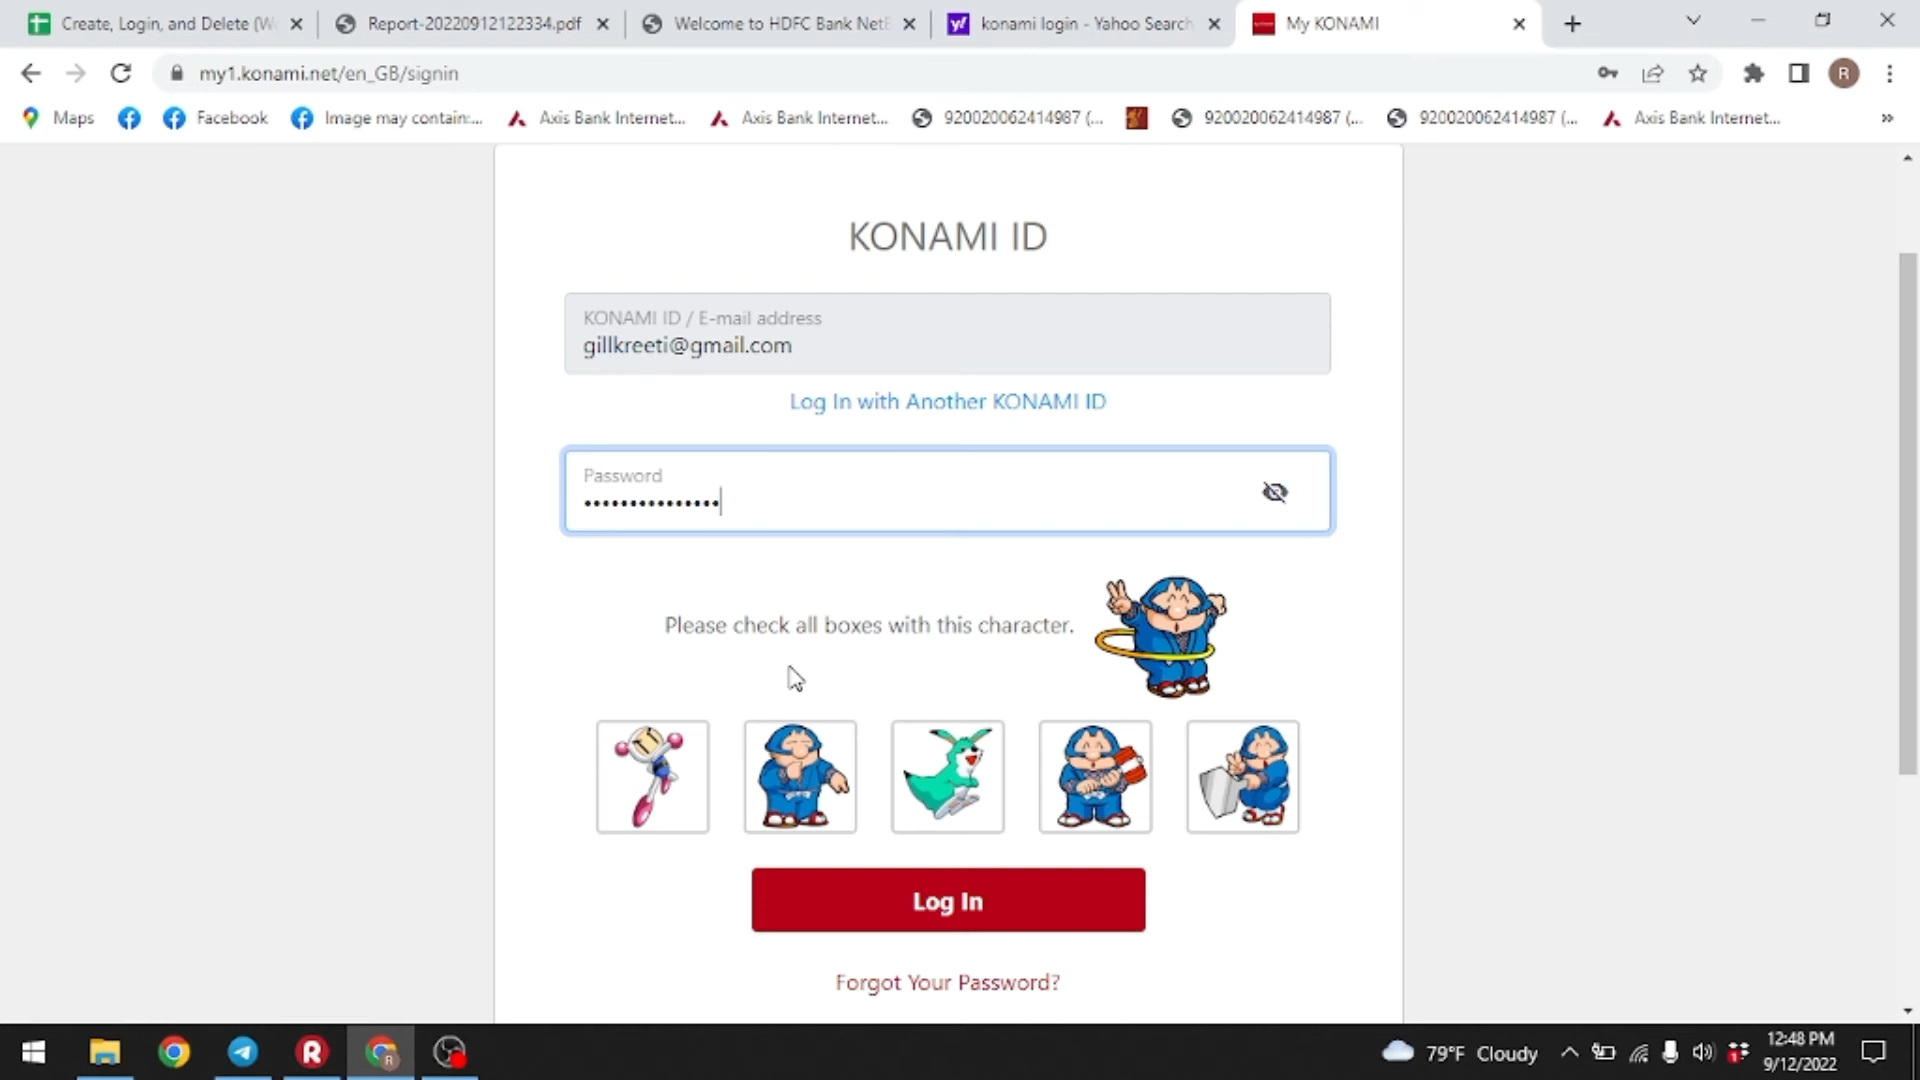 Create, Login, and Delete (W
Report-20220912122334.pdf
Welcome to HDFC Bank NetB
konami login - Yahoo Search
My KONAMI
my1.konami.net/en_GB/signin
R
Maps
Facebook
Image may contain:...
Axis Bank Internet...
Axis Bank Internet...
920020062414987 (...
920020062414987 (...
920020062414987 (...
Axis Bank Internet...
»
KONAMI ID
KONAMI ID / E-mail address
gillkreeti@gmail.com
Log In with Another KONAMI ID
Password
Please check all boxes with this character.
Log In
Forgot Your Password?
79°F Cloudy
12:48 PM
9/12/2022